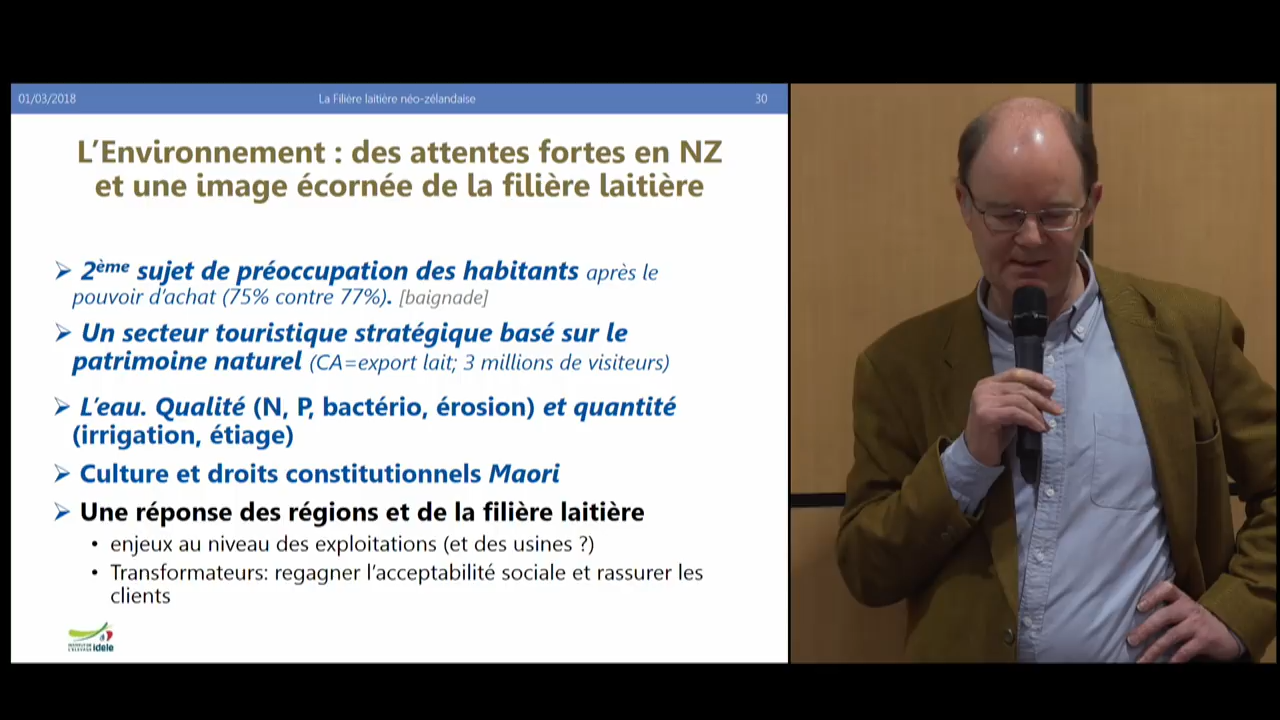 01/03/2018
La Filière laitière néo-zélandaise
30
L'Environnement : des attentes fortes en NZ
et une image écornée de la filière laitière
➢ 2ème sujet de préoccupation des habitants après le
pouvoir d'achat (75% contre 77%). [baignade]
➢ Un secteur touristique stratégique basé sur le
patrimoine naturel (CA=export lait; 3 millions de visiteurs)
➢ L'eau. Qualité (N, P, bactério, érosion) et quantité
(irrigation, étiage)
➢ Culture et droits constitutionnels Maori
➢ Une réponse des régions et de la filière laitière
• enjeux au niveau des exploitations (et des usines ?)
• Transformateurs: regagner l'acceptabilité sociale et rassurer les
clients
INSTITUT DE
L'ELEVAGE idele